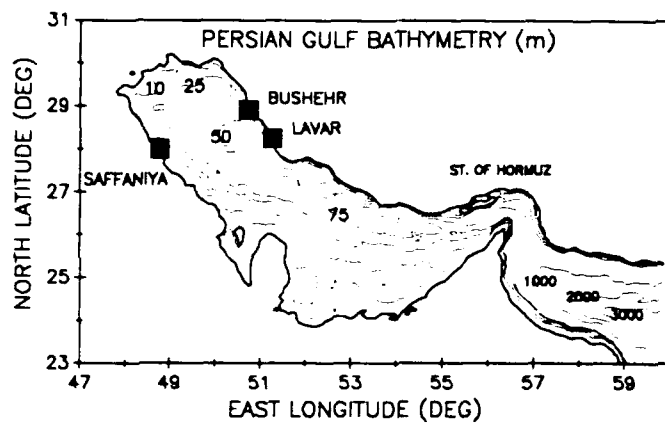 PERSIAN GULF BATHYMETRY (m)
31
29
27
25
23
NORTH LATITUDE (DEG)
10
25
50
75
BUSHEHR
LAVAR
SAFFANIYA
ST. OF HORMUZ
1000
2000
3000
47
49
51
53
55
57
59
EAST LONGITUDE (DEG)